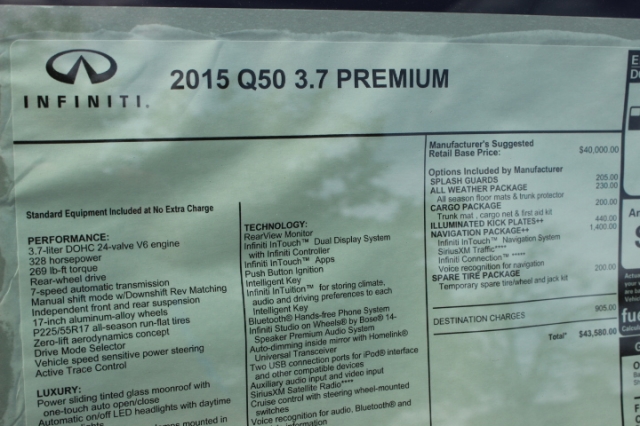 2015 Q50 3.7 PREMIUM
INFINITI.
Standard Equipment Included at No Extra Charge
PERFORMANCE:
3.7-liter DOHC 24-valve V6 engine
328 horsepower
269 lb-ft torque
Rear-wheel drive
7-speed automatic transmission
Manual shift mode w/Downshift Rev Matching
Independent front and rear suspension
17-inch aluminum-alloy wheels
P225/55R17 all-season run-flat tires
Zero-lift aerodynamics concept
Drive Mode Selector
Vehicle speed sensitive power steering
Active Trace Control
LUXURY:
Power sliding tinted glass moonroof with
one-touch auto open/close
Automatic on/off LED headlights with daytime
mounted in
TECHNOLOGY:
RearView Monitor
Infiniti InTouch™ Dual Display System
with Infiniti Controller
Infiniti InTouch™ Apps
Push Button Ignition
Intelligent Key
Infiniti InTuition™ for storing climate,
audio and driving preferences to each
Intelligent Key
Bluetooth® Hands-free Phone System
Infiniti Studio on Wheels® by Bose® 14-
Speaker Premium Audio System
Auto-dimming inside mirror with Homelink®
Universal Transceiver
Two USB connection ports for iPod® interface
and other compatible devices
Auxiliary audio input and video input
SiriusXM Satellite Radio****
Cruise control with steering wheel-mounted
switches
Voice recognition for audio, Bluetooth® and
Manufacturer's Suggested
Retail Base Price: $40,000.00
Options Included by Manufacturer
SPLASH GUARDS 205.00
ALL WEATHER PACKAGE 230.00
All season floor mats & trunk protector
CARGO PACKAGE 200.00
Trunk mat , cargo net & first aid kit
ILLUMINATED KICK PLATES++ 440.00
NAVIGATION PACKAGE++ 1,400.00
Infiniti InTouch™ Navigation System
SiriusXM Traffic****
Infiniti Connection™ *****
Voice recognition for navigation
SPARE TIRE PACKAGE 200.00
Temporary spare tire/wheel and jack kit
DESTINATION CHARGES 905.00
Total* $43,580.00